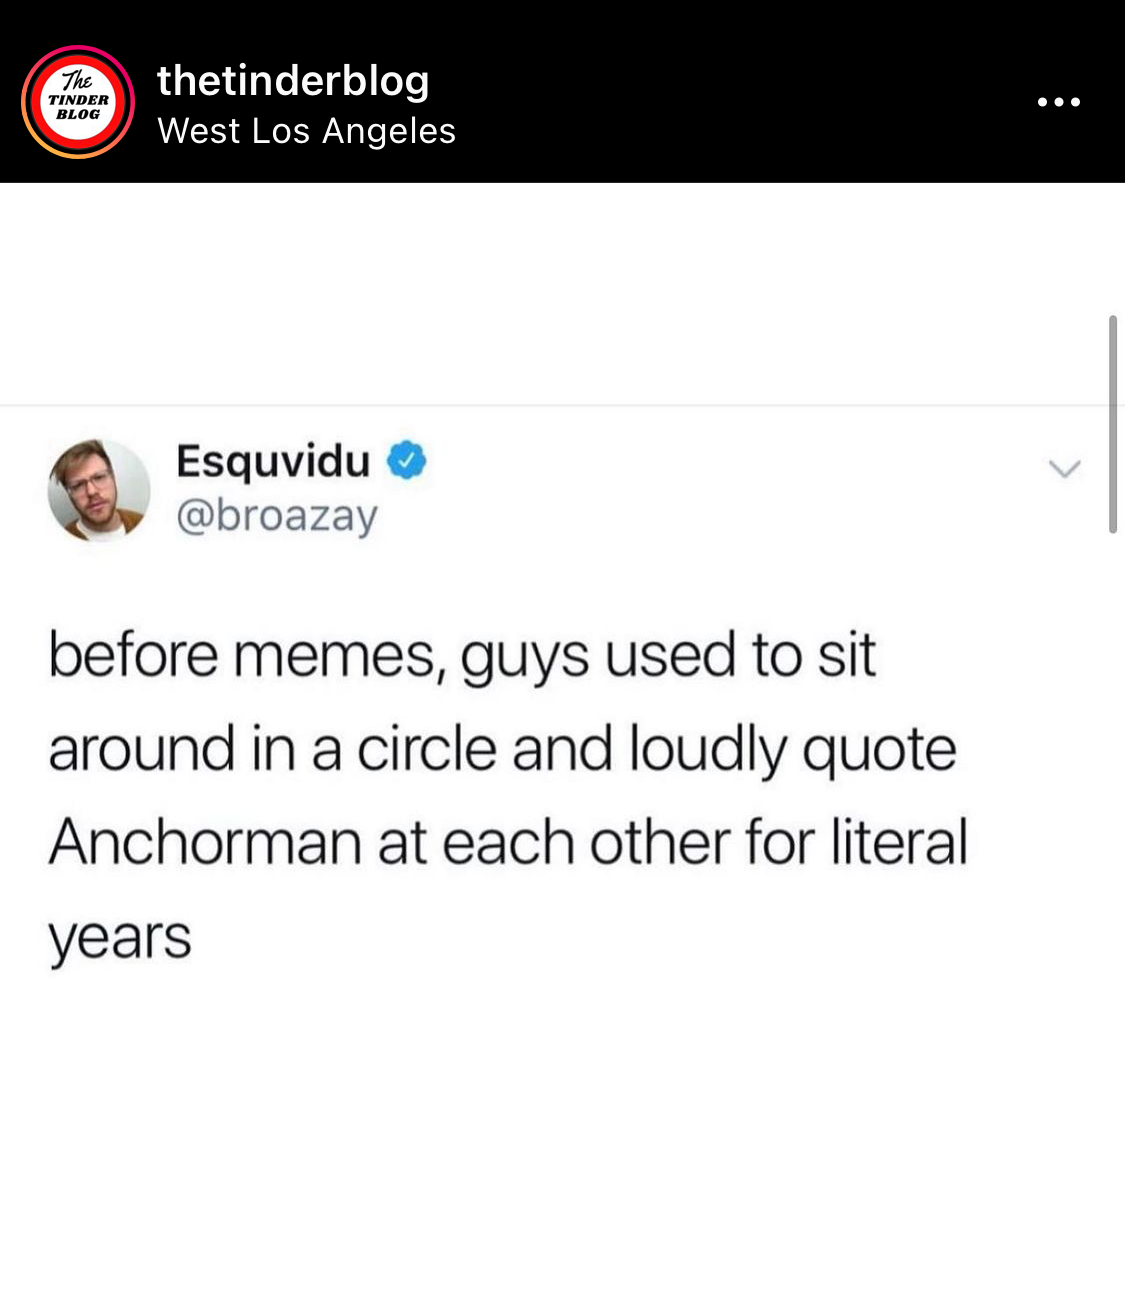 The
TINDER
BLOG
thetinderblog
West Los Angeles
Esquvidu
@broazay
before memes, guys used to sit
around in a circle and loudly quote
Anchorman at each other for literal
years